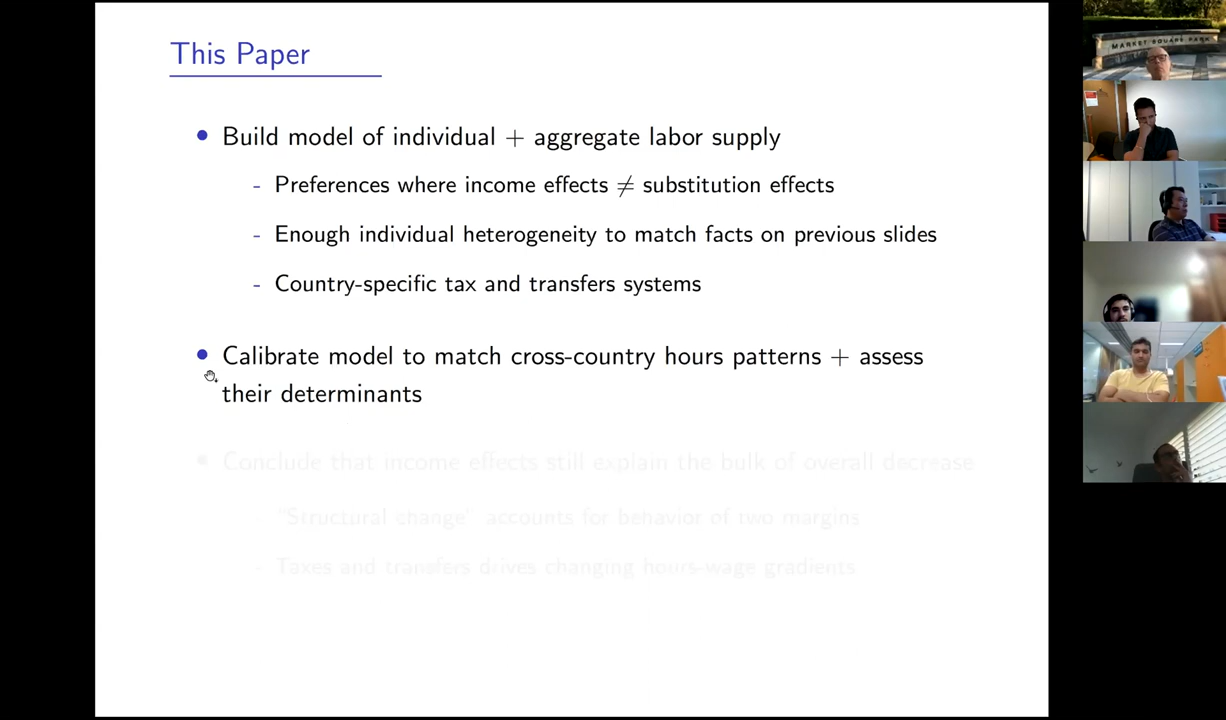 This Paper
Build model of individual + aggregate labor supply
- Preferences where income effects ≠ substitution effects
- Enough individual heterogeneity to match facts on previous slides
- Country-specific tax and transfers systems
Calibrate model to match cross-country hours patterns + assess
their determinants
Conclude that income effects still explain the bulk of overall decrease
"Structural change" accounts for behavior of two margins
- Taxes and transfers drives changing hours-wage gradients
MARKET SQUARE PARK